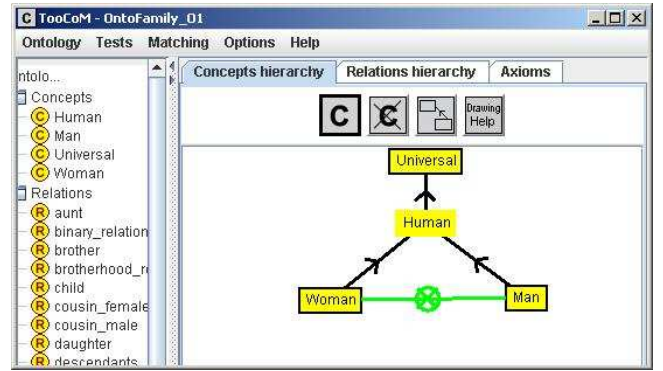 C TooCoM - OntoFamily_01
Ontology Tests Matching Options Help
ntolo...
Concepts
C Human
C Man
C Universal
C Woman
Relations
R aunt
R binary_relation
R brother
R brotherhood_r
R child
R cousin_female
R cousin_male
R daughter
R descendants
Concepts hierarchy Relations hierarchy Axioms
C C Drawing
Help
Universal
Human
Woman Man